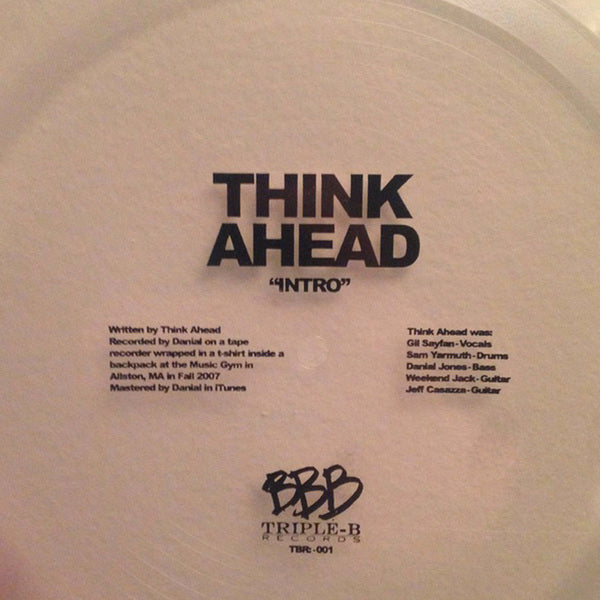 THINK
AHEAD
“INTRO”
Written by Think Ahead
Recorded by Danial on a tape
recorder wrapped in a t-shirt inside a
backpack at the Music Gym in
Allston, MA in Fall 2007
Mastered by Danial in iTunes
Think Ahead was:
Gil Sayfan-Vocals
Sam Yarmuth-Drums
Danial Jones-Bass
Weekend Jack-Guitar
Jeff Casazza-Guitar
BBB
TRIPLE-B
RECORDS
TBR:-001